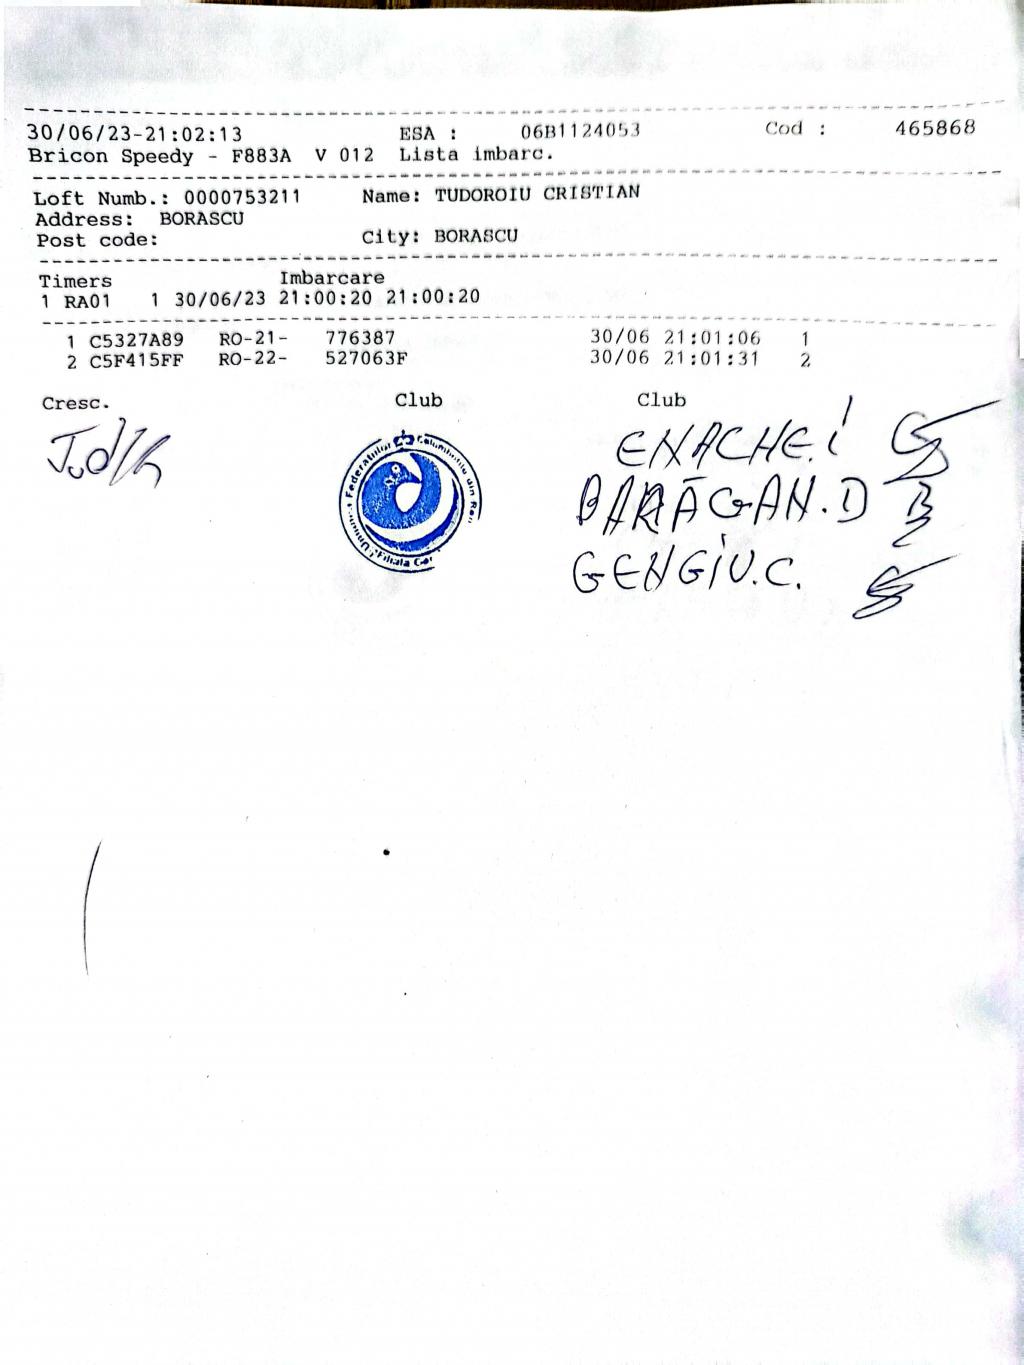 30/06/23-21:02:13 ESA : 06B1124053 Cod : 465868
Bricon Speedy - F883A V 012 Lista imbarc.
Loft Numb.: 0000753211 Name: TUDOROIU CRISTIAN
Address: BORASCU
Post code: City: BORASCU
Timers Imbarcare
1 RA01 1 30/06/23 21:00:20 21:00:20
1 C5327A89 RO-21- 776387 30/06 21:01:06 1
2 C5F415FF RO-22- 527063F 30/06 21:01:31 2
Cresc. Club Club
ENACHE.I
BARĂGAN.D
GENGIU.C.
Filiala Gor